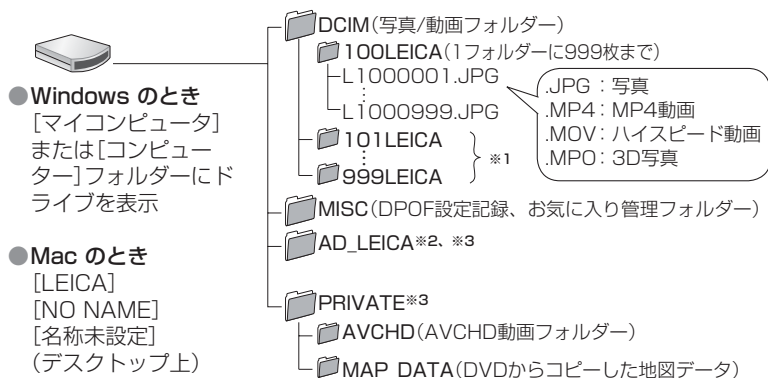 ●Windows のとき
[マイコンピュータ]
または[コンピュー
ター]フォルダーにド
ライブを表示
●Mac のとき
[LEICA]
[NO NAME]
[名称未設定]
(デスクトップ上)
DCIM(写真/動画フォルダー)
100LEICA(1フォルダーに999枚まで)
L1000001.JPG
L1000999.JPG
.JPG:写真
.MP4:MP4動画
.MOV:ハイスピード動画
.MPO:3D写真
101LEICA
999LEICA
※1
MISC(DPOF設定記録、お気に入り管理フォルダー)
AD_LEICA※2、※3
PRIVATE※3
AVCHD(AVCHD動画フォルダー)
MAP_DATA(DVDからコピーした地図データ)